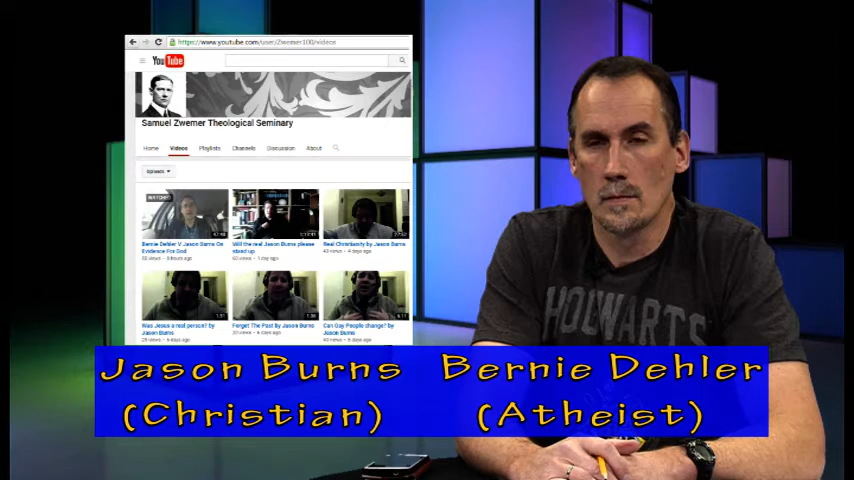 https://www.youtube.com/user/Zwemer100/videos
YouTube
Samuel Zwemer Theological Seminary
Home Videos Playlists Channels Discussion About
Uploads
WATCHED
Bernie Dehler V Jason Burns On
Evidence For God
Will the real Jason Burns please
stand up
Real Christianity by Jason Burns
Was Jesus a real person? by
Jason Burns
Forget The Past by Jason Burns
Can Gay People change? by
Jason Burns
HOGWARTS
Jason Burns
(Christian)
Bernie Dehler
(Atheist)